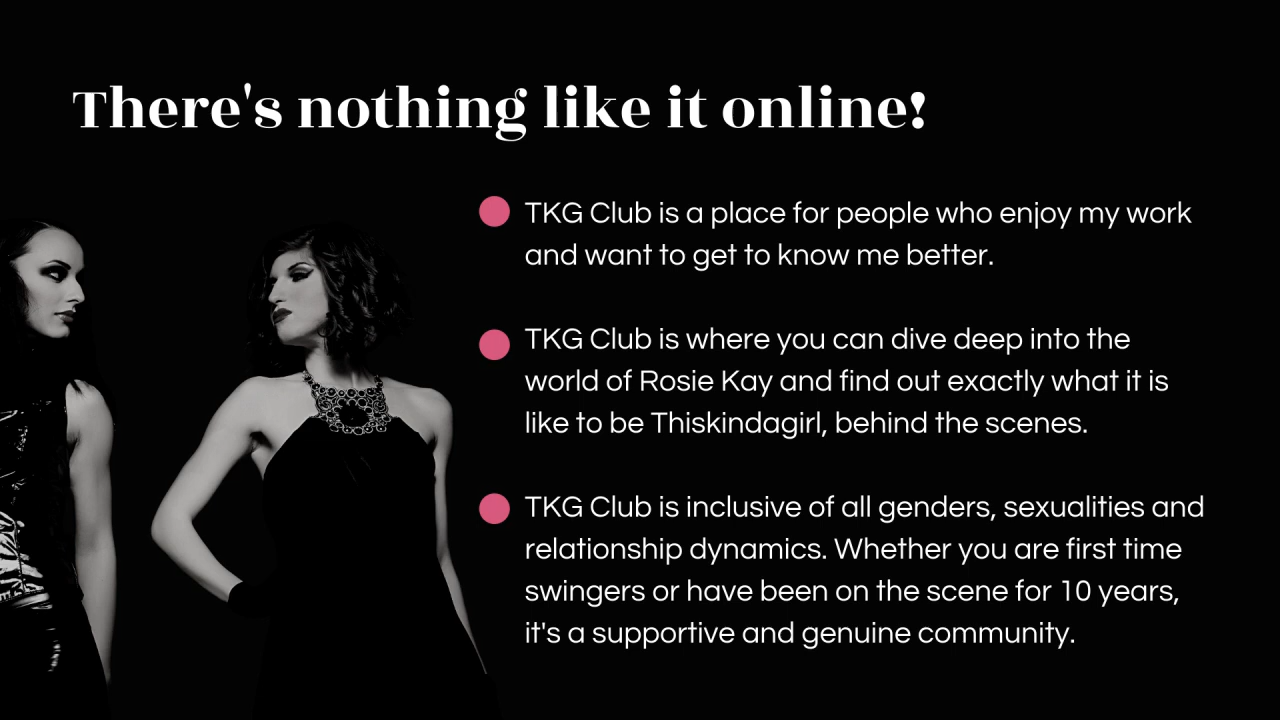 There's nothing like it online!
TKG Club is a place for people who enjoy my work
and want to get to know me better.
TKG Club is where you can dive deep into the
world of Rosie Kay and find out exactly what it is
like to be Thiskindagirl, behind the scenes.
TKG Club is inclusive of all genders, sexualities and
relationship dynamics. Whether you are first time
swingers or have been on the scene for 10 years,
it's a supportive and genuine community.